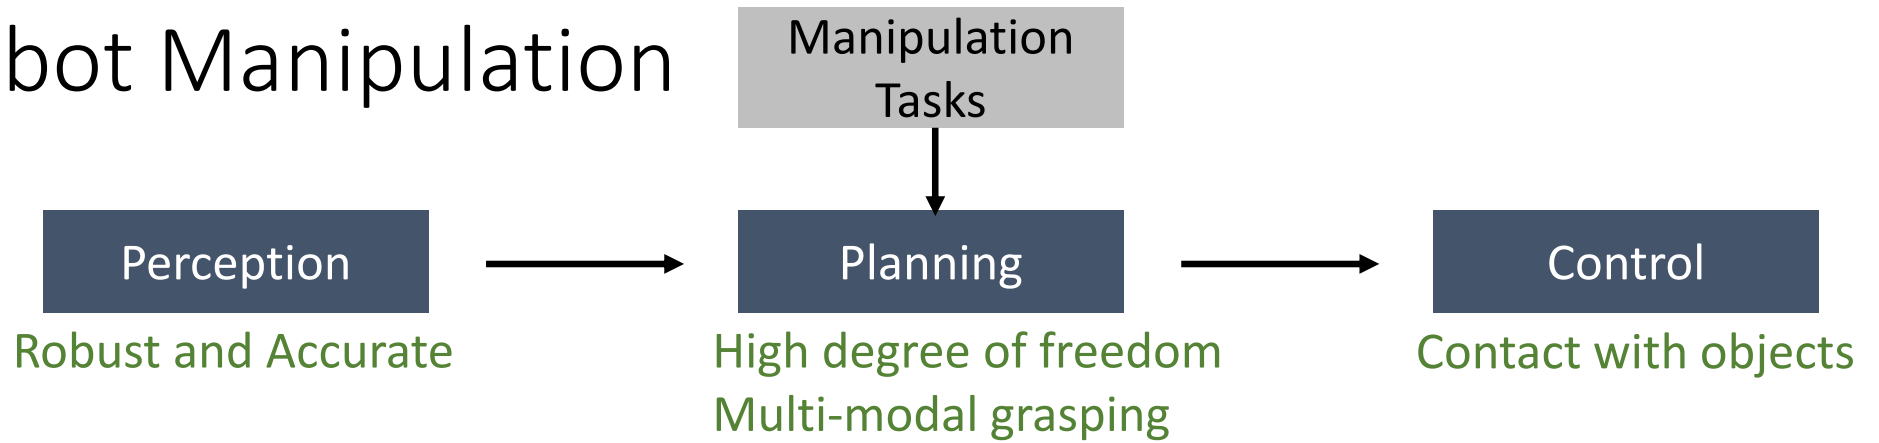 bot Manipulation
Manipulation
Tasks
Perception
Planning
Control
Robust and Accurate
High degree of freedom
Multi-modal grasping
Contact with objects